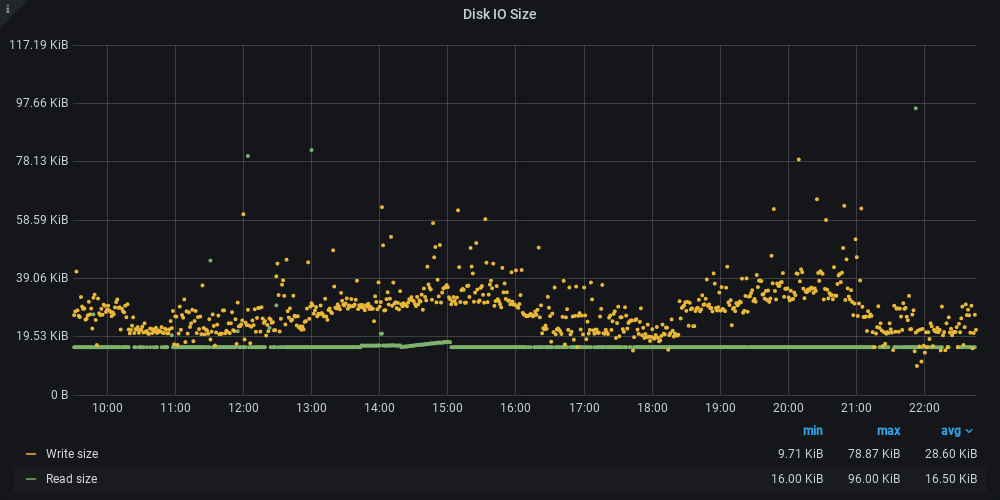 i
Disk IO Size
117.19 KiB
97.66 KiB
78.13 KiB
58.59 KiB
39.06 KiB
19.53 KiB
0 B
10:00 11:00 12:00 13:00 14:00 15:00 16:00 17:00 18:00 19:00 20:00 21:00 22:00
min max avg
Write size 9.71 KiB 78.87 KiB 28.60 KiB
Read size 16.00 KiB 96.00 KiB 16.50 KiB